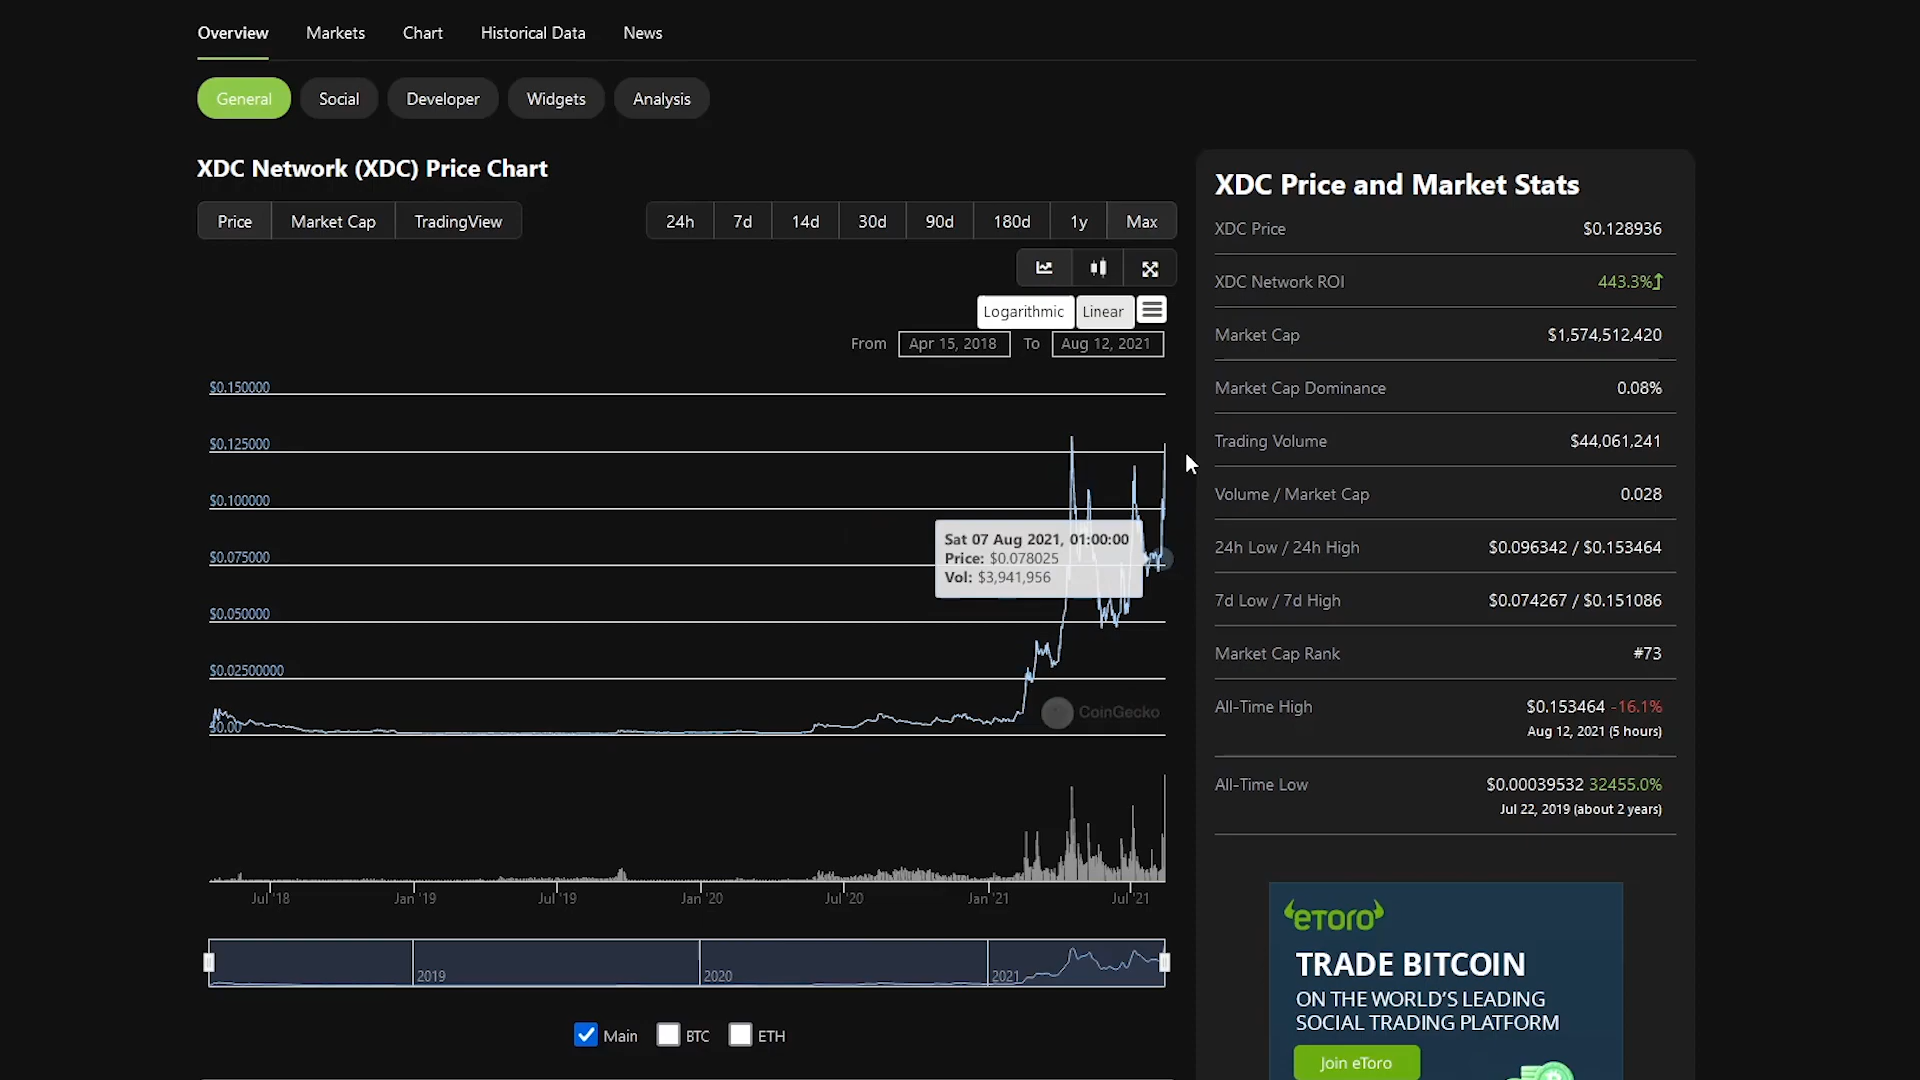 Overview Markets Chart Historical Data News
General Social Developer Widgets Analysis
XDC Network (XDC) Price Chart
Price Market Cap TradingView
24h 7d 14d 30d 90d 180d 1y Max
Logarithmic Linear
From Apr 15, 2018 To Aug 12, 2021
$0.150000
$0.125000
$0.100000
$0.075000
$0.050000
$0.02500000
$0.00
Sat 07 Aug 2021, 01:00:00
Price: $0.078025
Vol: $3,941,956
CoinGecko
Jul '18 Jan '19 Jul '19 Jan '20 Jul '20 Jan '21 Jul '21
2019 2020 2021
Main BTC ETH
XDC Price and Market Stats
XDC Price $0.128936
XDC Network ROI 443.3%
Market Cap $1,574,512,420
Market Cap Dominance 0.08%
Trading Volume $44,061,241
Volume / Market Cap 0.028
24h Low / 24h High $0.096342 / $0.153464
7d Low / 7d High $0.074267 / $0.151086
Market Cap Rank #73
All-Time High $0.153464 -16.1%
Aug 12, 2021 (5 hours)
All-Time Low $0.00039532 32455.0%
Jul 22, 2019 (about 2 years)
eToro
TRADE BITCOIN
ON THE WORLD'S LEADING
SOCIAL TRADING PLATFORM
Join eToro